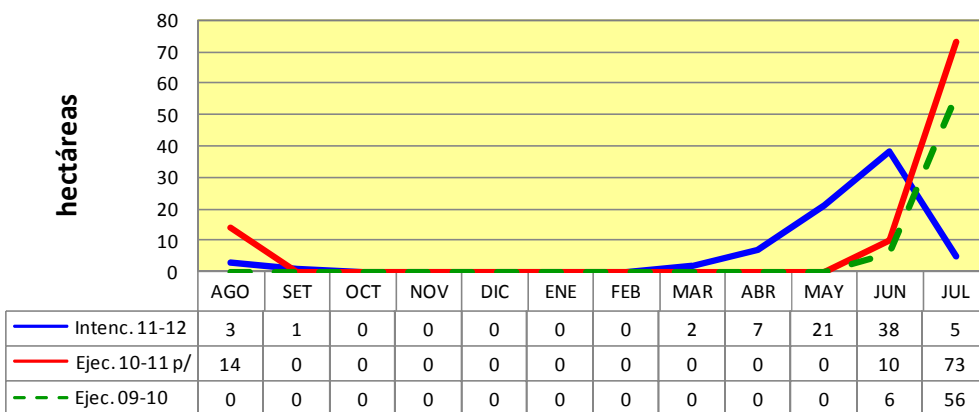 80
70
60
50
40
30
20
10
0
hectáreas
AGO SET OCT NOV DIC ENE FEB MAR ABR MAY JUN JUL
Intenc. 11-12 3 1 0 0 0 0 0 2 7 21 38 5
Ejec. 10-11 p/ 14 0 0 0 0 0 0 0 0 0 10 73
Ejec. 09-10 0 0 0 0 0 0 0 0 0 0 6 56